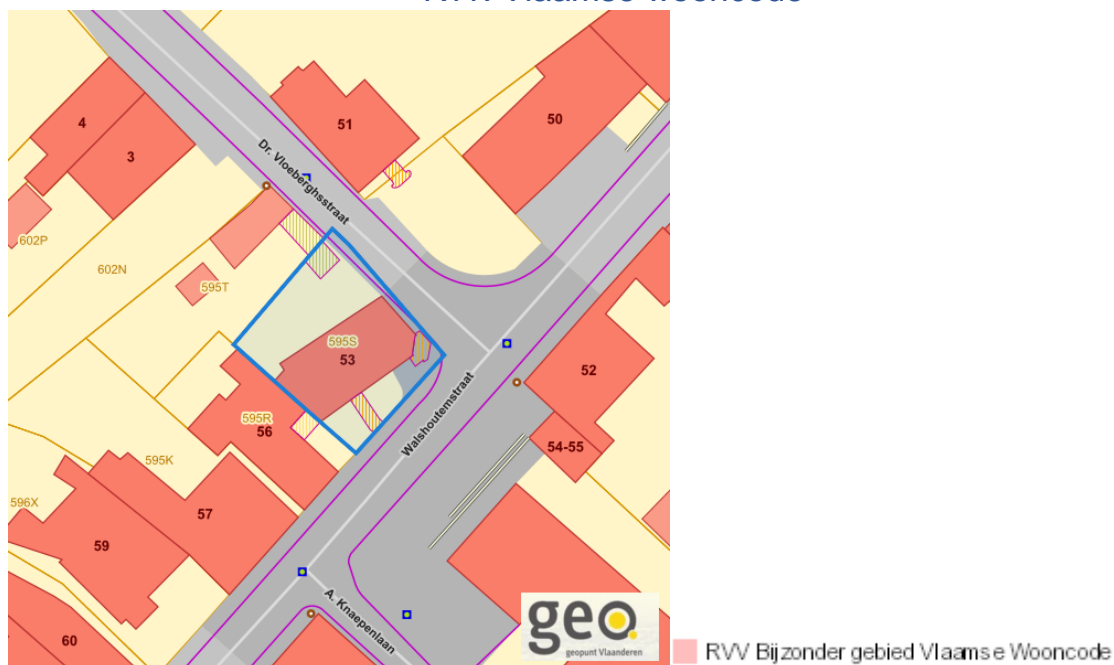 RVV Vlaamse Wooncode
4
3
51
50
Dr. Vloeberghsstraat
602P
602N
595T
595S
53
52
Walshoutemstraat
595R
56
54-55
595K
596X
57
59
A. Knaepenlaan
60
geo
geopunt Vlaanderen
RVV Bijzonder gebied Vlaamse Wooncode